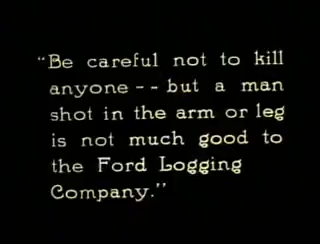 "Be careful not to kill
anyone -- but a man
shot in the arm or leg
is not much good to
the Ford Logging
Company."